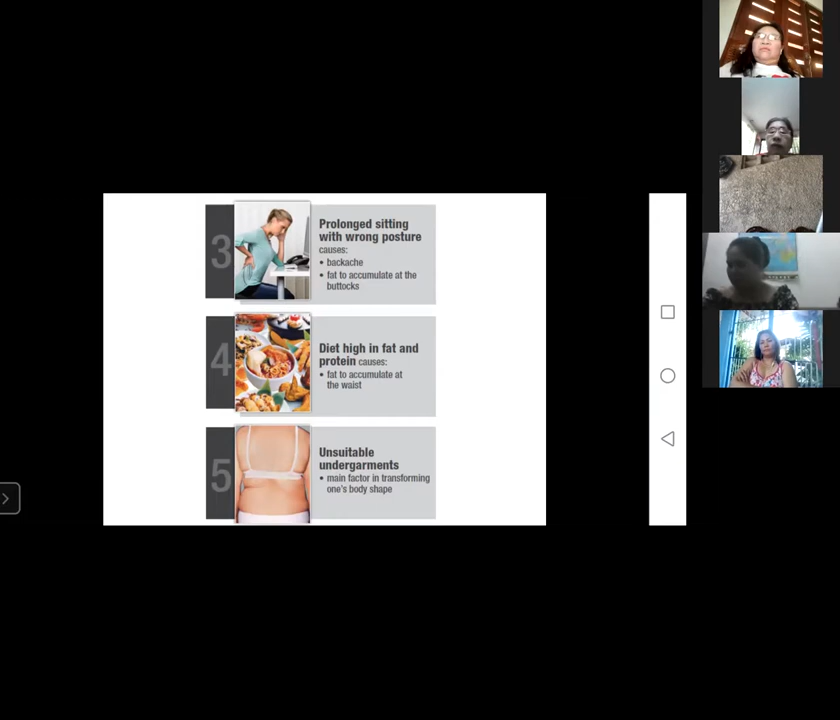 3
Prolonged sitting
with wrong posture
causes:
• backache
• fat to accumulate at the
buttocks
4
Diet high in fat and
protein causes:
• fat to accumulate at
the waist
5
Unsuitable
undergarments
• main factor in transforming
one's body shape